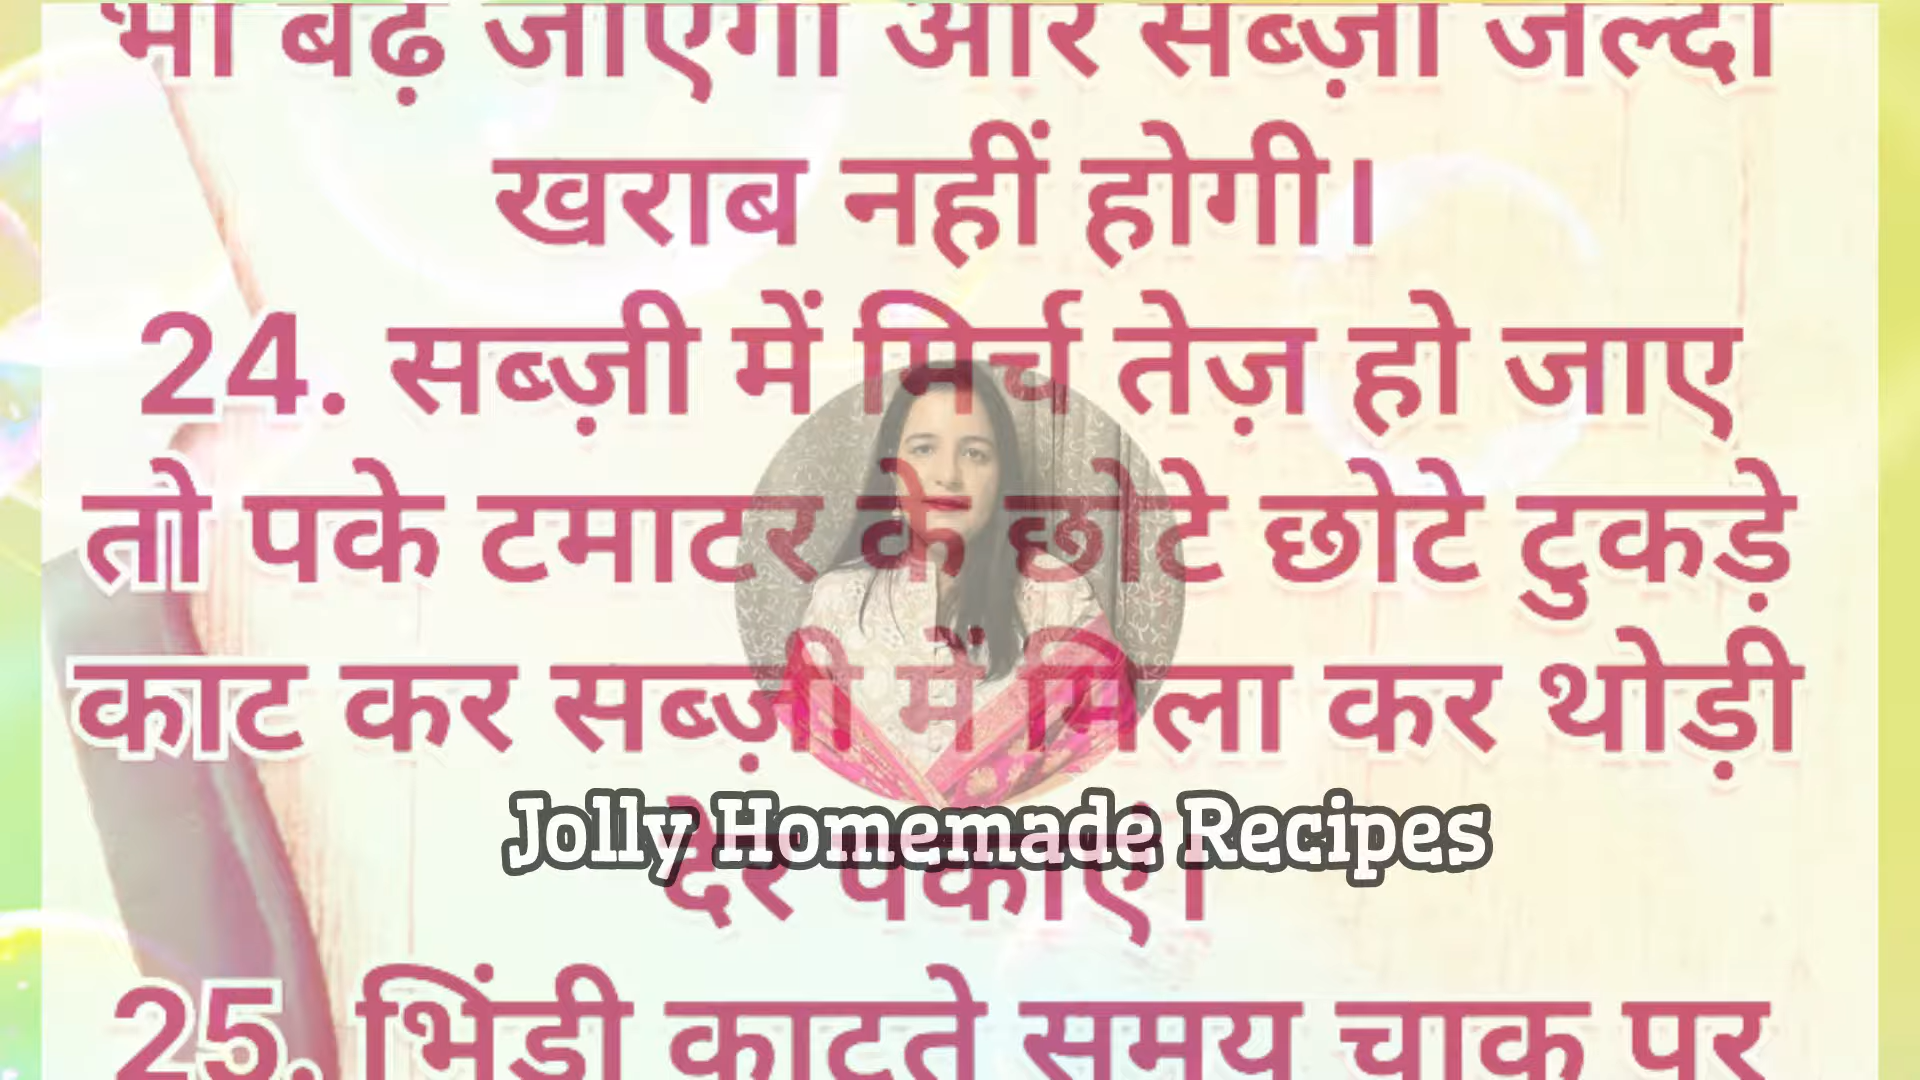 भी बढ़ जाएगी और सब्ज़ी जल्दी
खराब नहीं होगी।
24. सब्ज़ी में मिर्च तेज़ हो जाए
तो पके टमाटर के छोटे छोटे टुकड़े
काट कर सब्ज़ी में मिला कर थोड़ी
देर पकाएं।
Jolly Homemade Recipes
25. भिंडी काटते समय चाकू पर